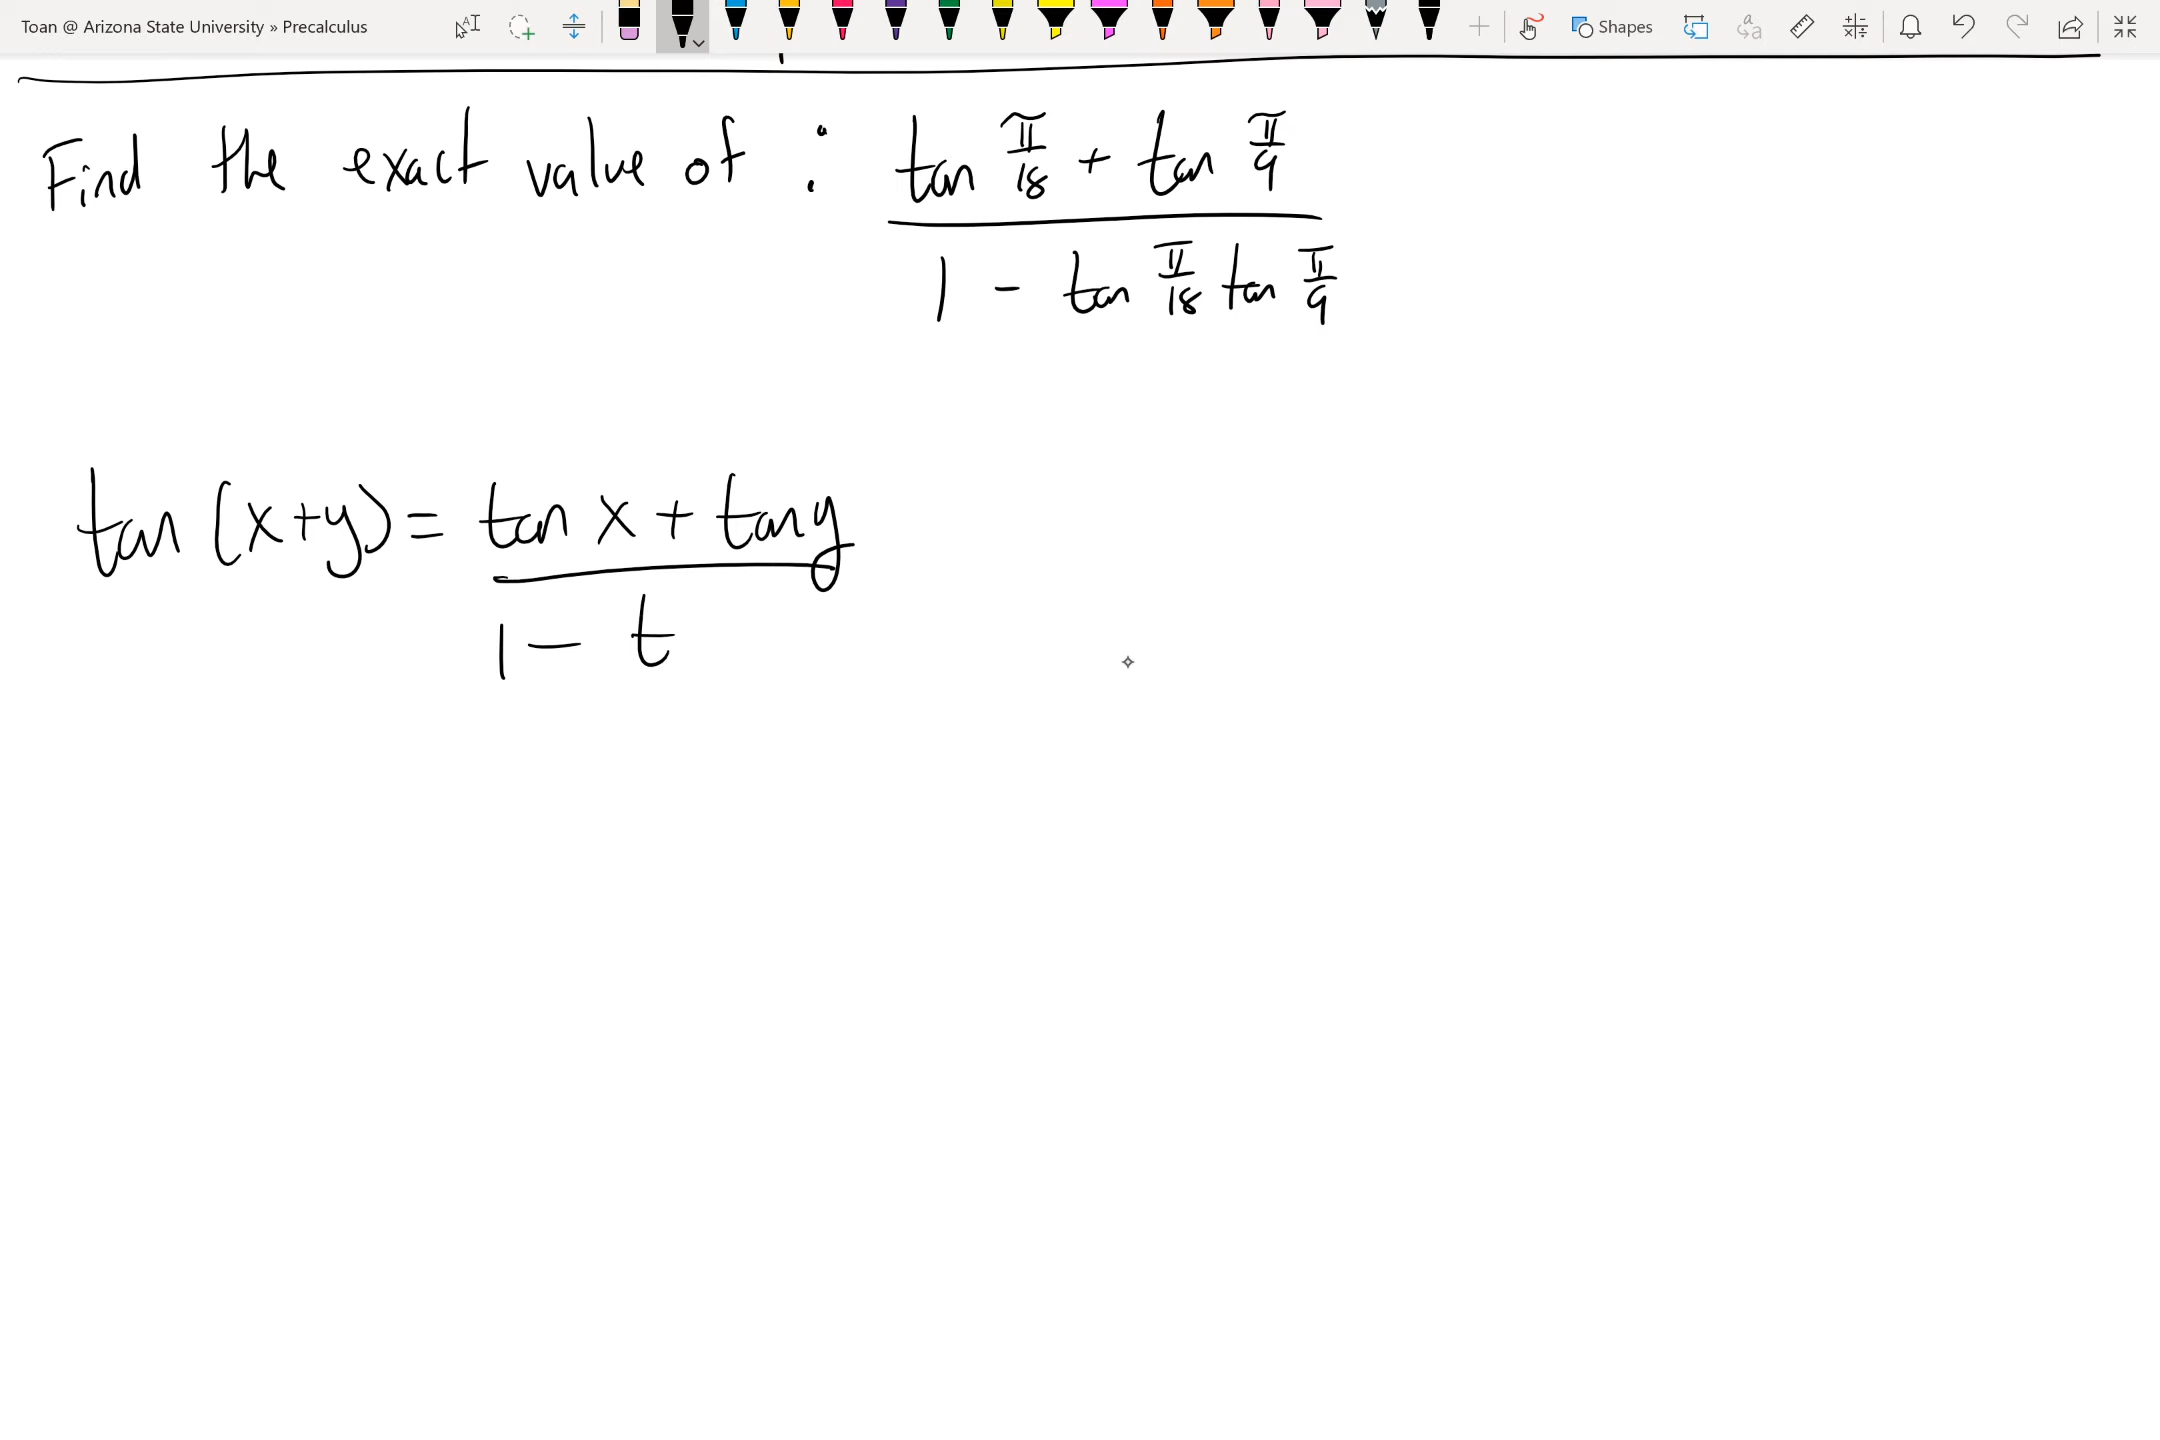 Toan @ Arizona State University » Precalculus Shapes
Find the exact value of : (tan π/18 + tan π/9) / (1 - tan π/18 tan π/9)
tan (x+y) = (tan x + tan y) / (1 - t